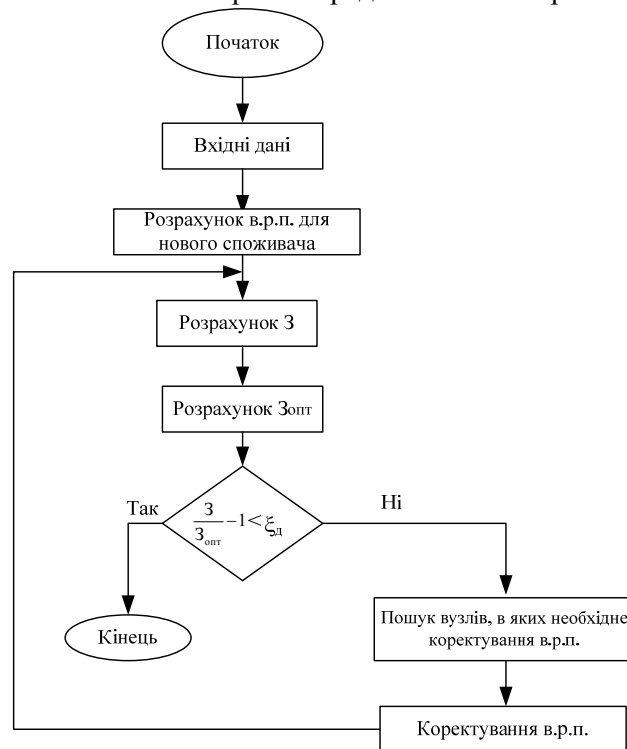 Початок
Вхідні дані
Розрахунок в.р.п. для
нового споживача
Розрахунок З
Розрахунок Зопт
Так
З/Зопт −1< ξд
Ні
Кінець
Пошук вузлів, в яких необхідне
коректування в.р.п.
Коректування в.р.п.